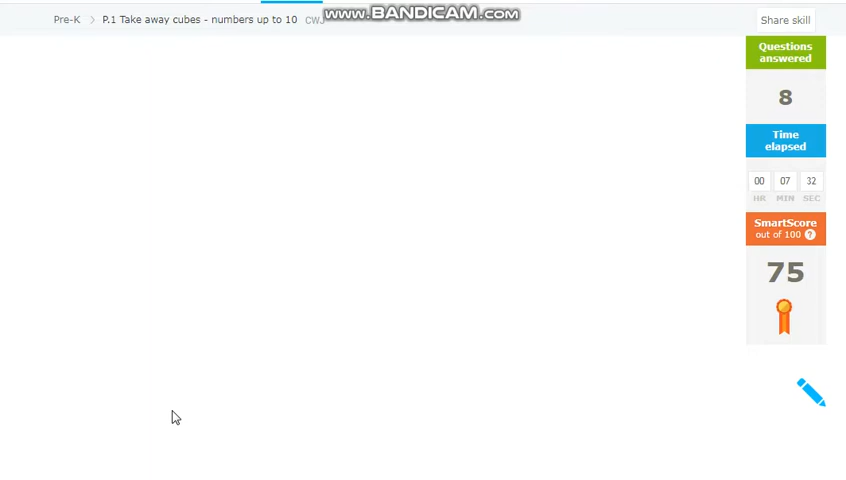 www.BANDICAM.com
Pre-K > P.1 Take away cubes - numbers up to 10 CWJ
Share skill
Questions
answered
8
Time
elapsed
00 07 32
HR MIN SEC
SmartScore
out of 100 ?
75